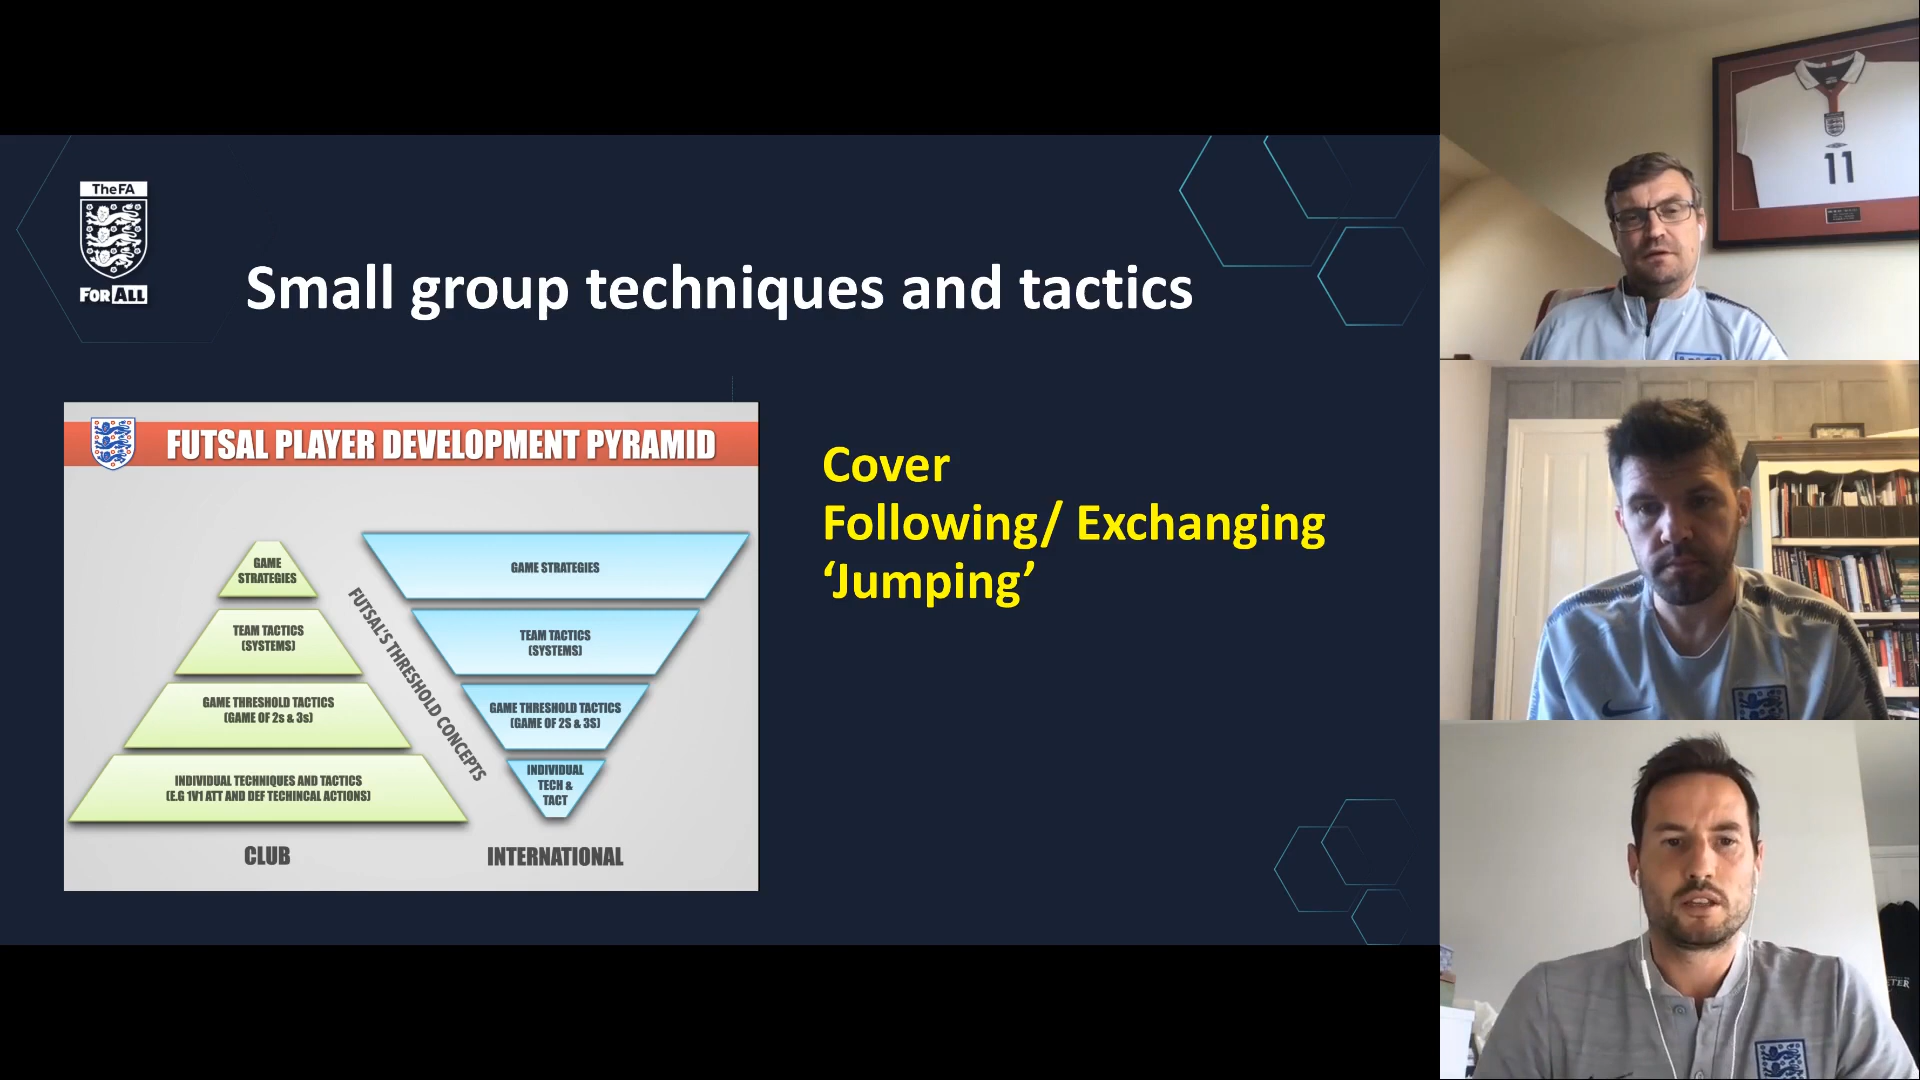 The FA
FOR ALL
Small group techniques and tactics
FUTSAL PLAYER DEVELOPMENT PYRAMID
GAME
STRATEGIES
TEAM TACTICS
(SYSTEMS)
GAME THRESHOLD TACTICS
(GAME OF 2s & 3s)
INDIVIDUAL TECHNIQUES AND TACTICS
(E.G 1V1 ATT AND DEF TECHINCAL ACTIONS)
CLUB
FUTSAL'S THRESHOLD CONCEPTS
GAME STRATEGIES
TEAM TACTICS
(SYSTEMS)
GAME THRESHOLD TACTICS
(GAME OF 2S & 3S)
INDIVIDUAL
TECH &
TACT
INTERNATIONAL
Cover
Following/ Exchanging
‘Jumping’
11